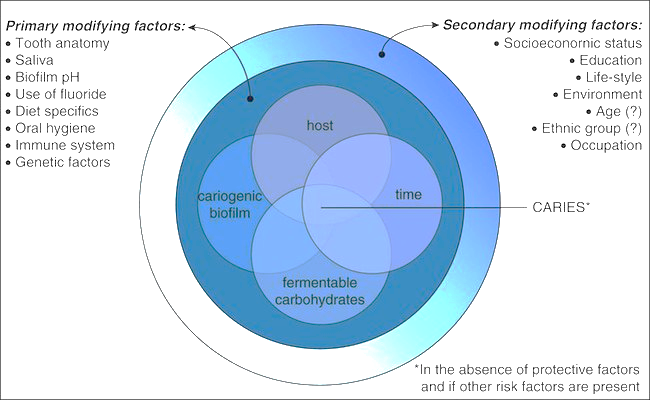 Primary modifying factors:
• Tooth anatomy
• Saliva
• Biofilm pH
• Use of fluoride
• Diet specifics
• Oral hygiene
• Immune system
• Genetic factors
Secondary modifying factors:
• Socioeconornic status
• Education
• Life-style
• Environment
• Age (?)
• Ethnic group (?)
• Occupation
host
cariogenic
biofilm
time
CARIES*
fermentable
carbohydrates
*In the absence of protective factors
and if other risk factors are present